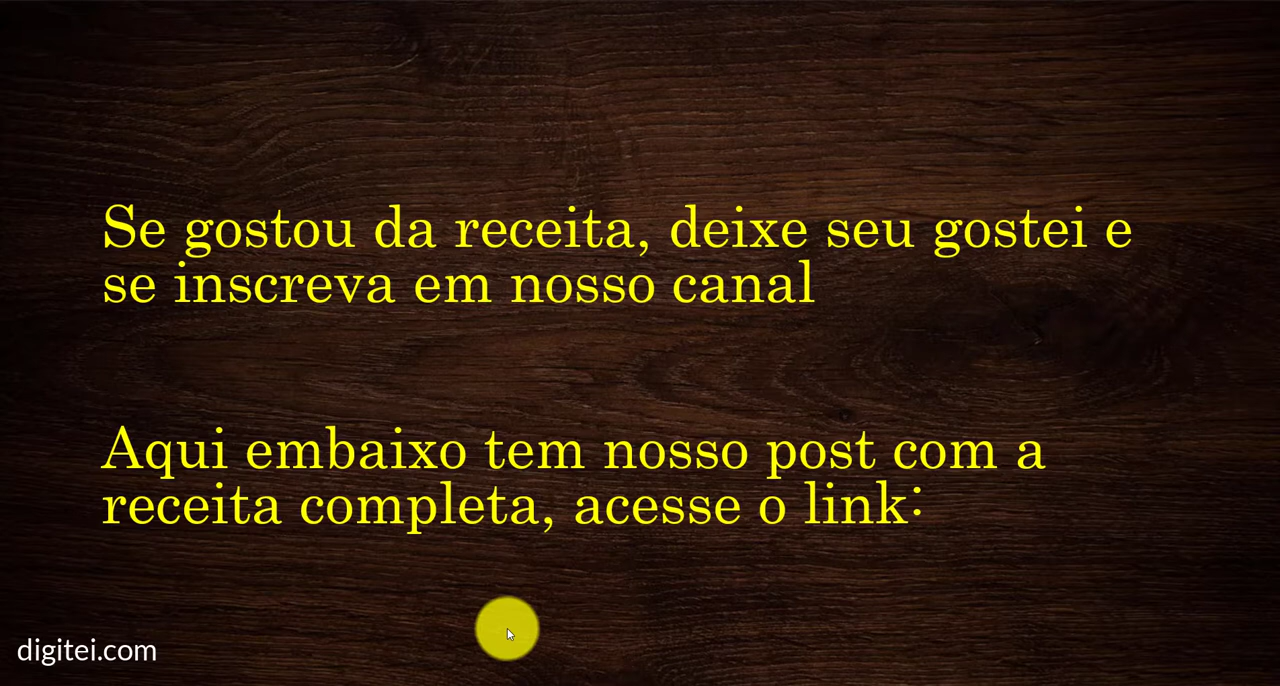 Se gostou da receita, deixe seu gostei e
se inscreva em nosso canal
Aqui embaixo tem nosso post com a
receita completa, acesse o link:
digitei.com